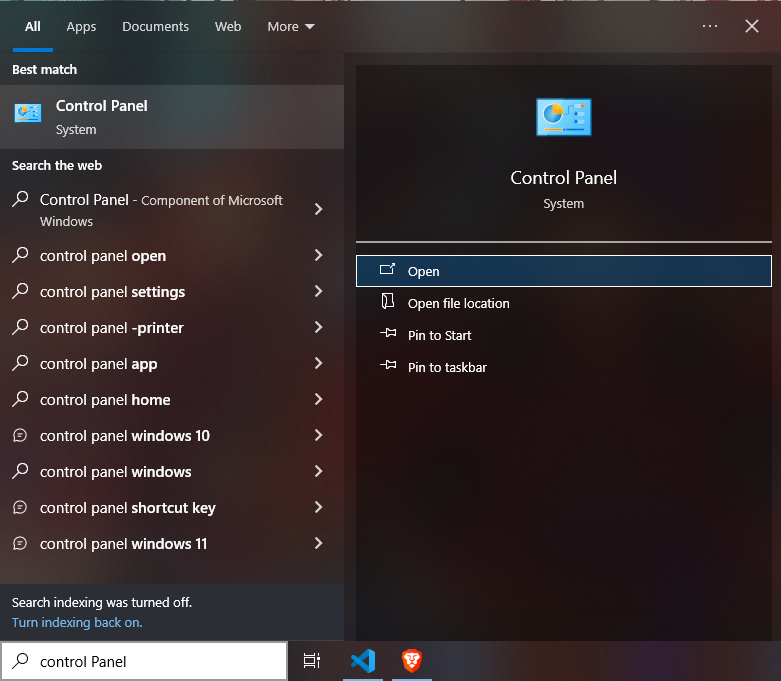 All Apps Documents Web More
Best match
Control Panel
System
Search the web
Control Panel - Component of Microsoft
Windows
control panel open
control panel settings
control panel -printer
control panel app
control panel home
control panel windows 10
control panel windows
control panel shortcut key
control panel windows 11
Search indexing was turned off.
Turn indexing back on.
control Panel
Control Panel
System
Open
Open file location
Pin to Start
Pin to taskbar